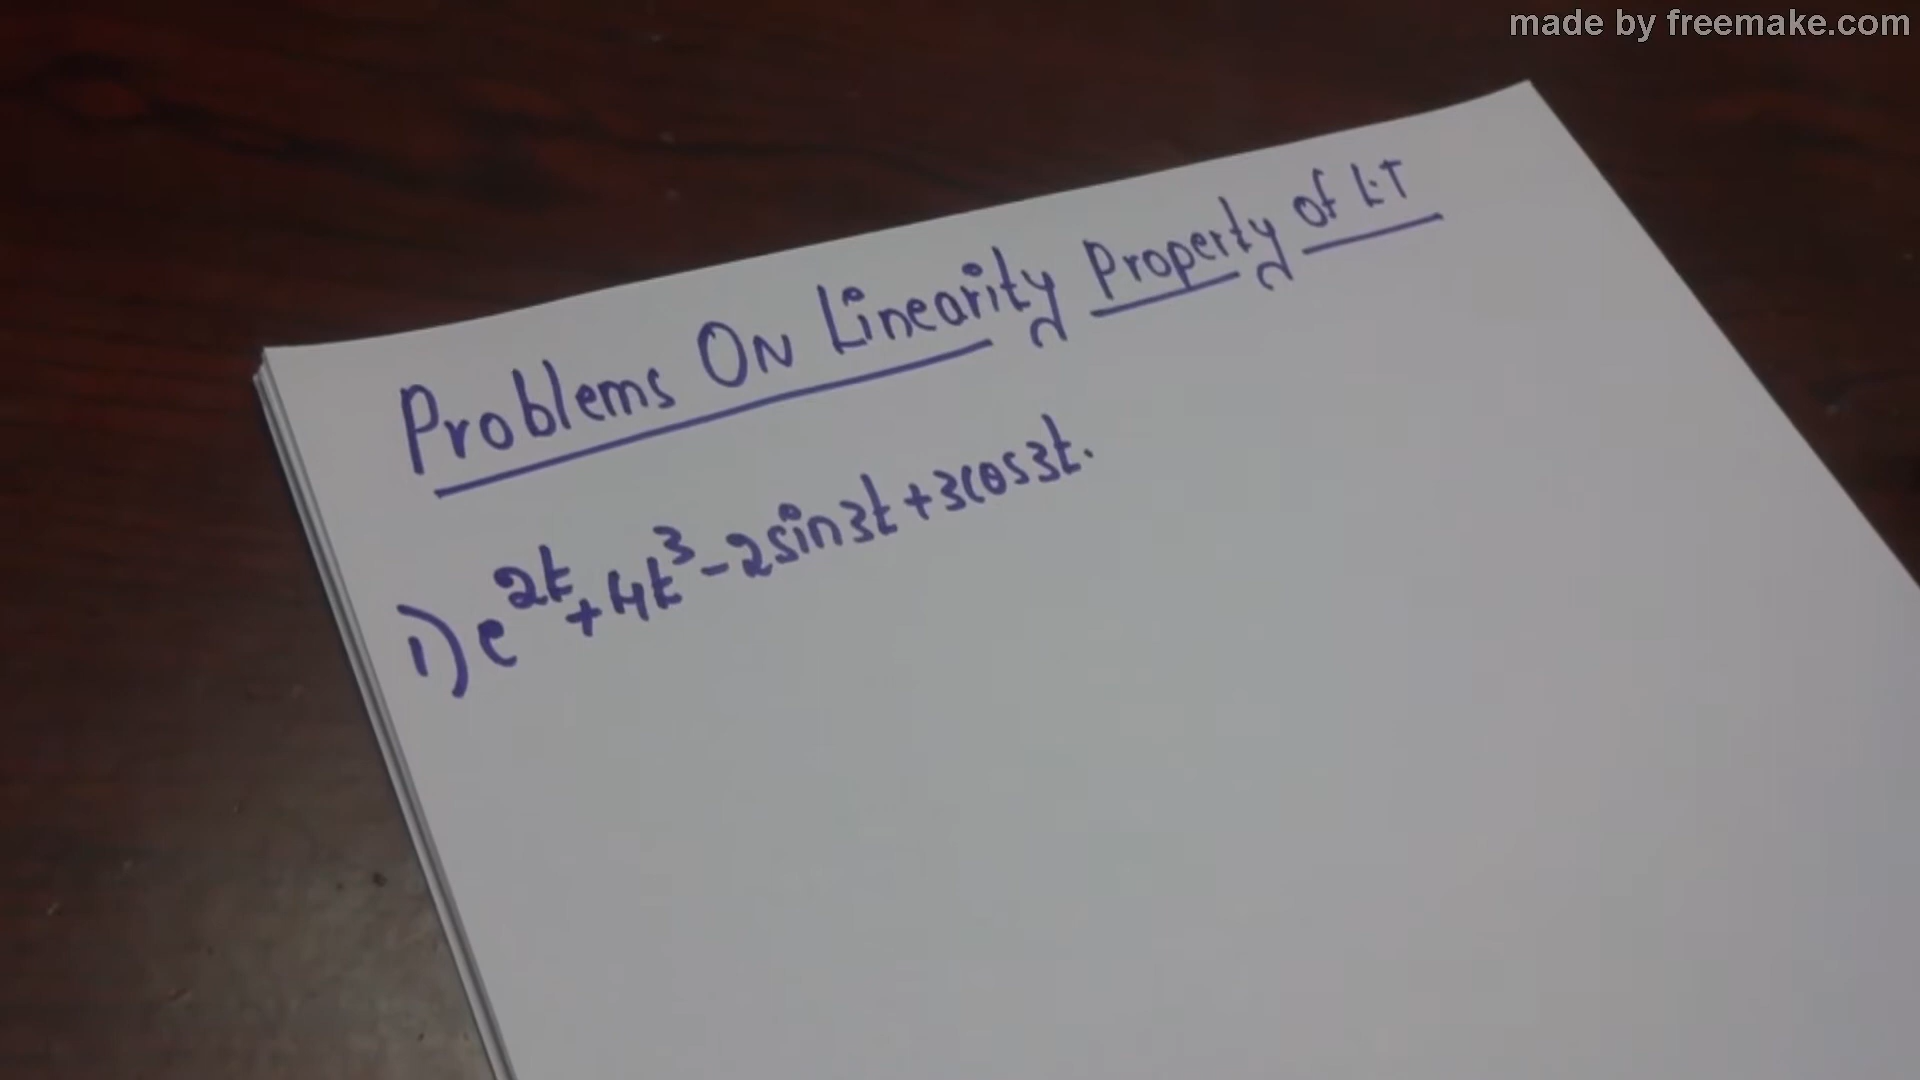 made by freemake.com
Problems On Linearity Property of L.T
1) e^2t + 4t^3 - 2sin3t + 3cos3t.